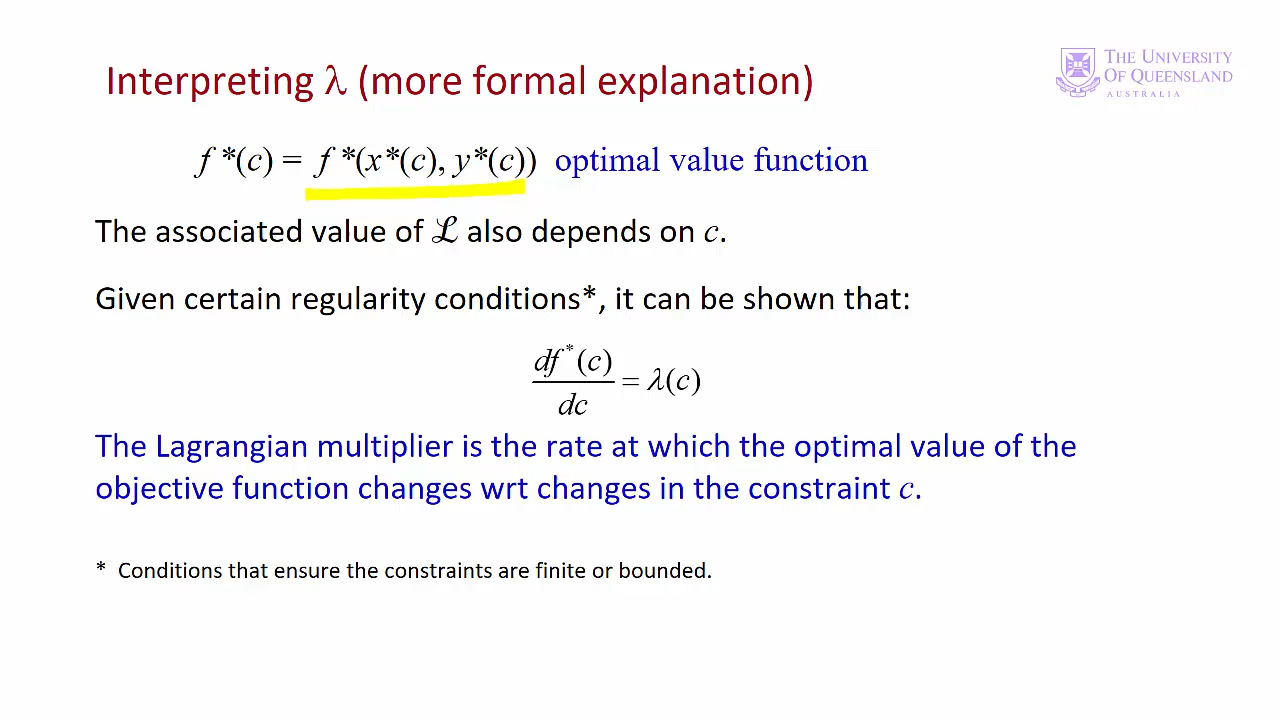 Interpreting λ (more formal explanation)
THE UNIVERSITY
OF QUEENSLAND
AUSTRALIA
f *(c) = f *(x*(c), y*(c)) optimal value function
The associated value of ℒ also depends on c.
Given certain regularity conditions*, it can be shown that:
df*(c)/dc = λ(c)
The Lagrangian multiplier is the rate at which the optimal value of the
objective function changes wrt changes in the constraint c.
* Conditions that ensure the constraints are finite or bounded.